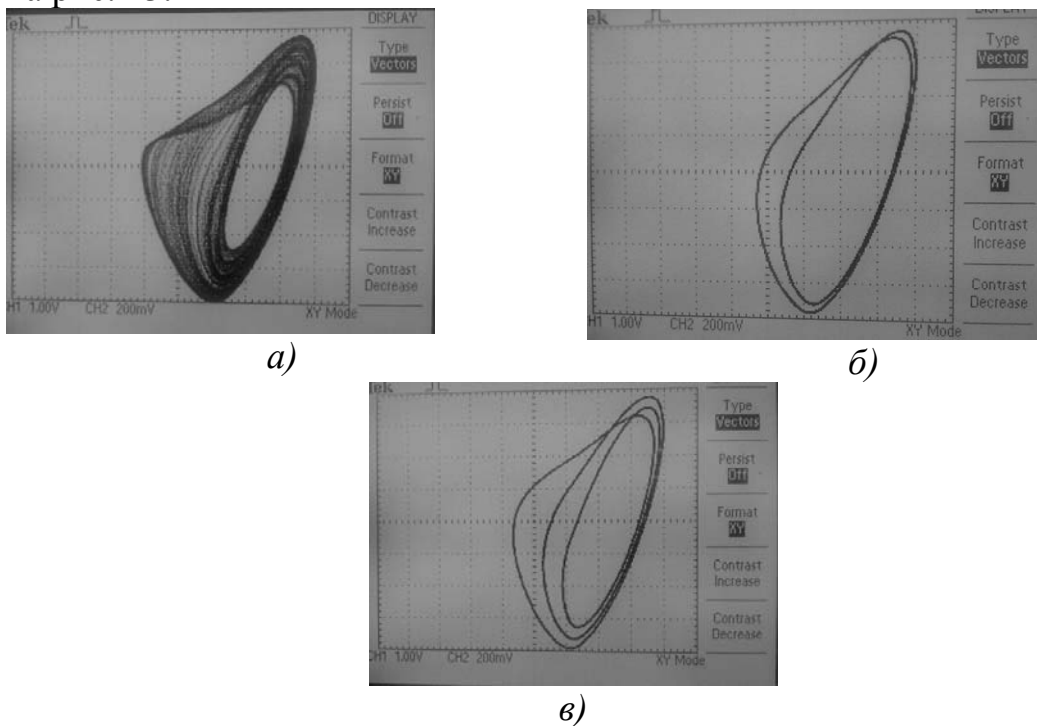 DISPLAY
Type
Vectors
Persist
Off
Format
XY
Contrast
Increase
Contrast
Decrease
CH2 200mV
XY Mode
а)
Type
Vectors
Persist
Off
Format
XY
Contrast
Increase
Contrast
Decrease
H1 1.00V CH2 200mV XY Mode
б)
Type
Vectors
Persist
Off
Format
XY
Contrast
Increase
Contrast
Decrease
CH1 1.00V CH2 200mV XY Mode
в)